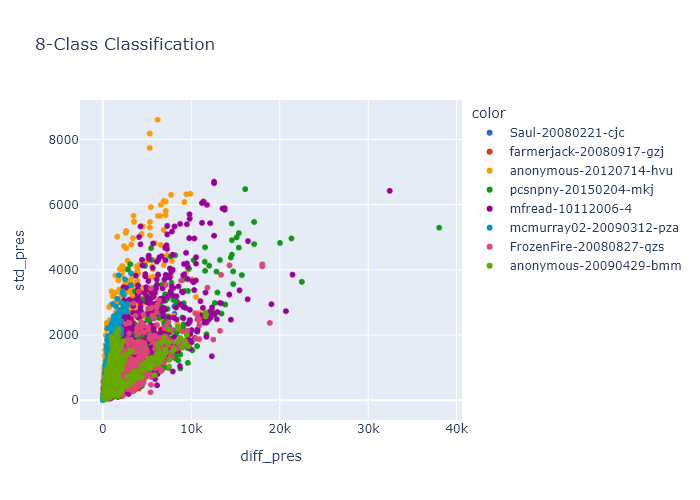 8-Class Classification
color
Saul-20080221-cjc
farmerjack-20080917-gzj
anonymous-20120714-hvu
pcsnpny-20150204-mkj
mfread-10112006-4
mcmurray02-20090312-pza
FrozenFire-20080827-qzs
anonymous-20090429-bmm
std_pres
8000
6000
4000
2000
0
0
10k
20k
30k
40k
diff_pres